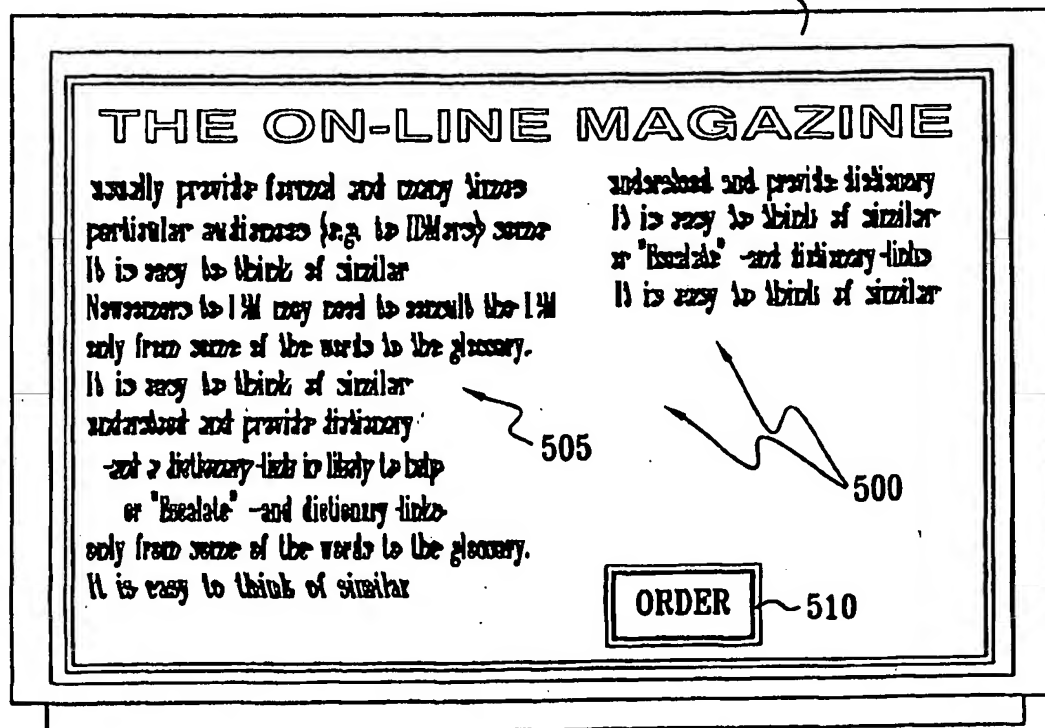 THE ON-LINE MAGAZINE
usually provide formal and many times
particular audiences (e.g. to IBMers) some
It is easy to think of similar
Newcomers to IBM may need to consult the IBM
only from some of the words to the glossary.
It is easy to think of similar
understood and provide dictionary
-and a dictionary-link is likely to help
or "Escalate" -and dictionary-links
only from some of the words to the glossary.
It is easy to think of similar
understood and provide dictionary
It is easy to think of similar
or "Escalate" -and dictionary-links
It is easy to think of similar
505
500
ORDER
510